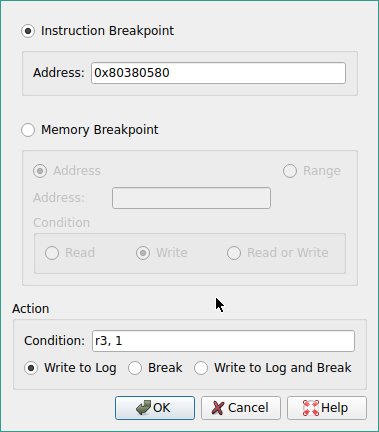 Instruction Breakpoint
Address: 0x80380580
Memory Breakpoint
Address Range
Address:
Condition
Read Write Read or Write
Action
Condition: r3, 1
Write to Log Break Write to Log and Break
OK Cancel Help